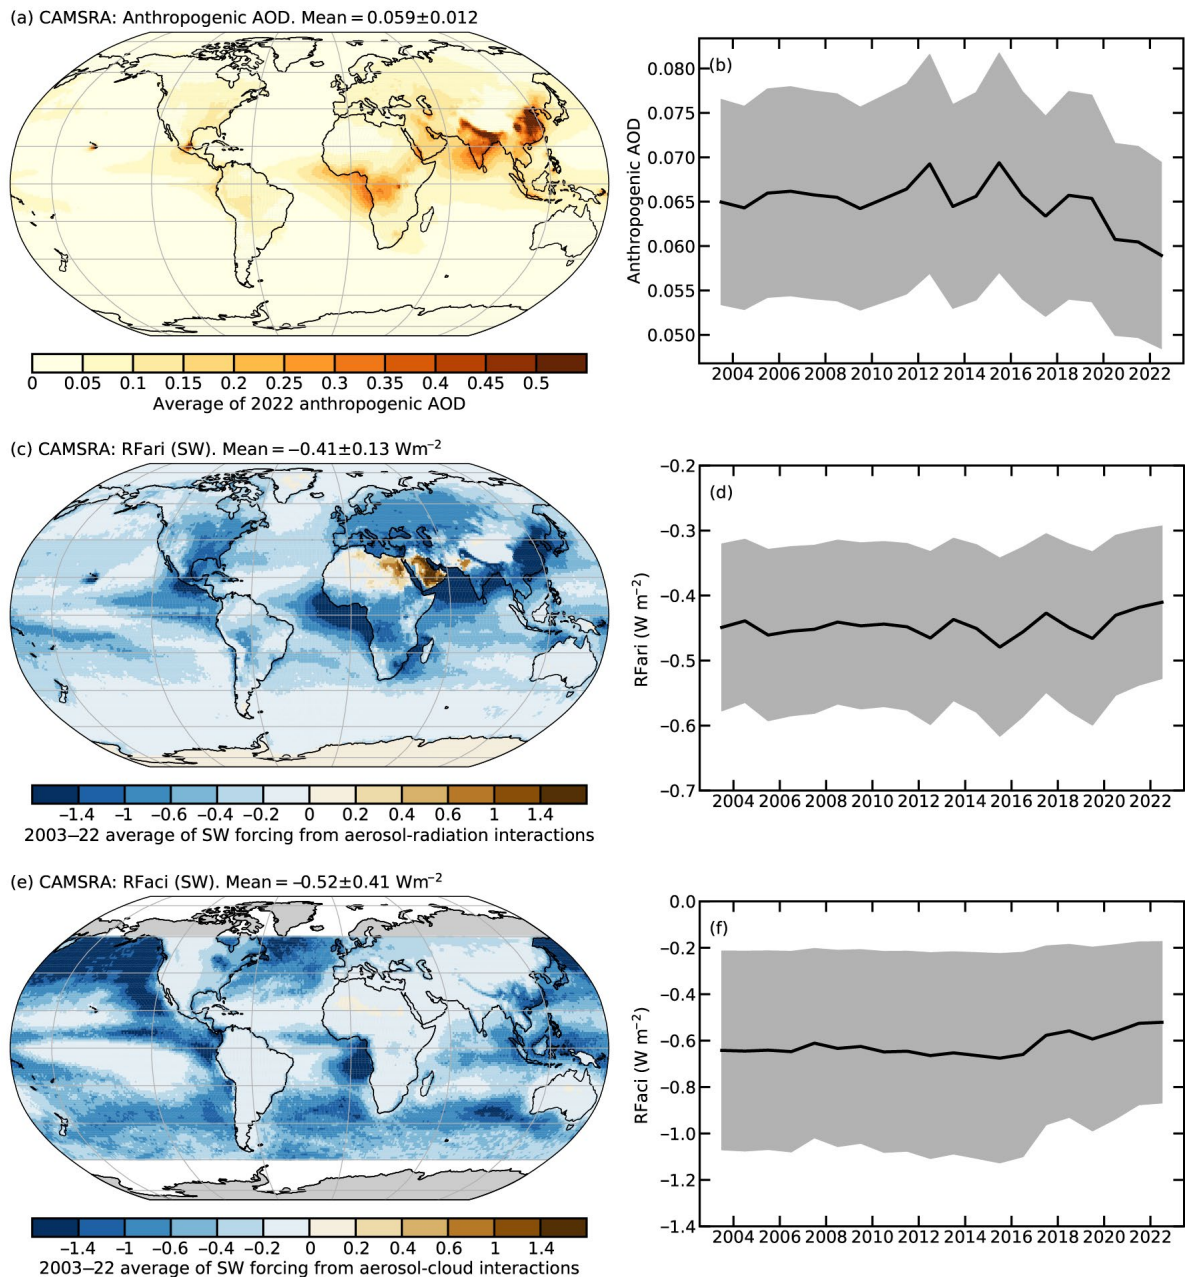 (a) CAMSRA: Anthropogenic AOD. Mean = 0.059±0.012
0 0.05 0.1 0.15 0.2 0.25 0.3 0.35 0.4 0.45 0.5
Average of 2022 anthropogenic AOD
(b)
Anthropogenic AOD
0.080
0.075
0.070
0.065
0.060
0.055
0.050
2004 2006 2008 2010 2012 2014 2016 2018 2020 2022
(c) CAMSRA: RFari (SW). Mean = −0.41±0.13 Wm⁻²
−1.4 −1 −0.6 −0.4 −0.2 0 0.2 0.4 0.6 1 1.4
2003–22 average of SW forcing from aerosol-radiation interactions
(d)
RFari (W m⁻²)
−0.2
−0.3
−0.4
−0.5
−0.6
−0.7
2004 2006 2008 2010 2012 2014 2016 2018 2020 2022
(e) CAMSRA: RFaci (SW). Mean = −0.52±0.41 Wm⁻²
−1.4 −1 −0.6 −0.4 −0.2 0 0.2 0.4 0.6 1 1.4
2003–22 average of SW forcing from aerosol-cloud interactions
(f)
RFaci (W m⁻²)
0.0
−0.2
−0.4
−0.6
−0.8
−1.0
−1.2
−1.4
2004 2006 2008 2010 2012 2014 2016 2018 2020 2022